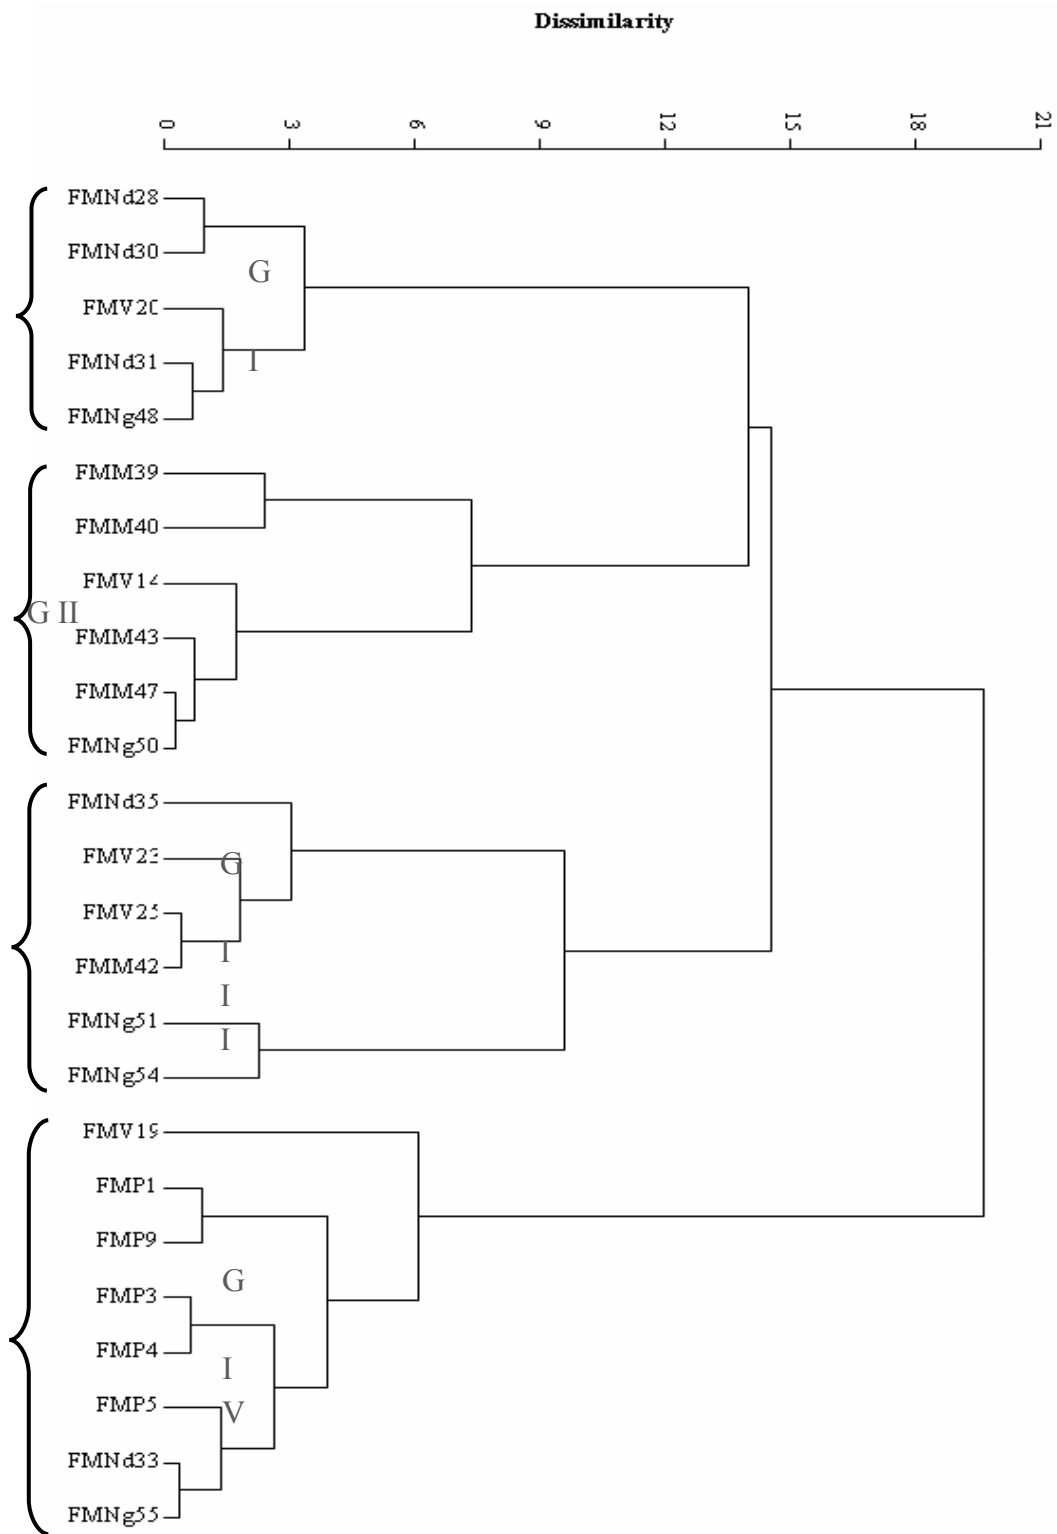 Dissimilarity
0 3 6 9 12 15 18 21
FMNd28
FMNd30
G
FMV20
FMNd31
I
FMNg48
FMM39
FMM40
FMV14
G II
FMM43
FMM47
FMNg50
FMNd35
FMV23
G
FMV25
I
FMM42
I
FMNg51
I
FMNg54
FMV19
FMP1
FMP9
G
FMP3
FMP4
I
FMP5
V
FMNd33
FMNg55